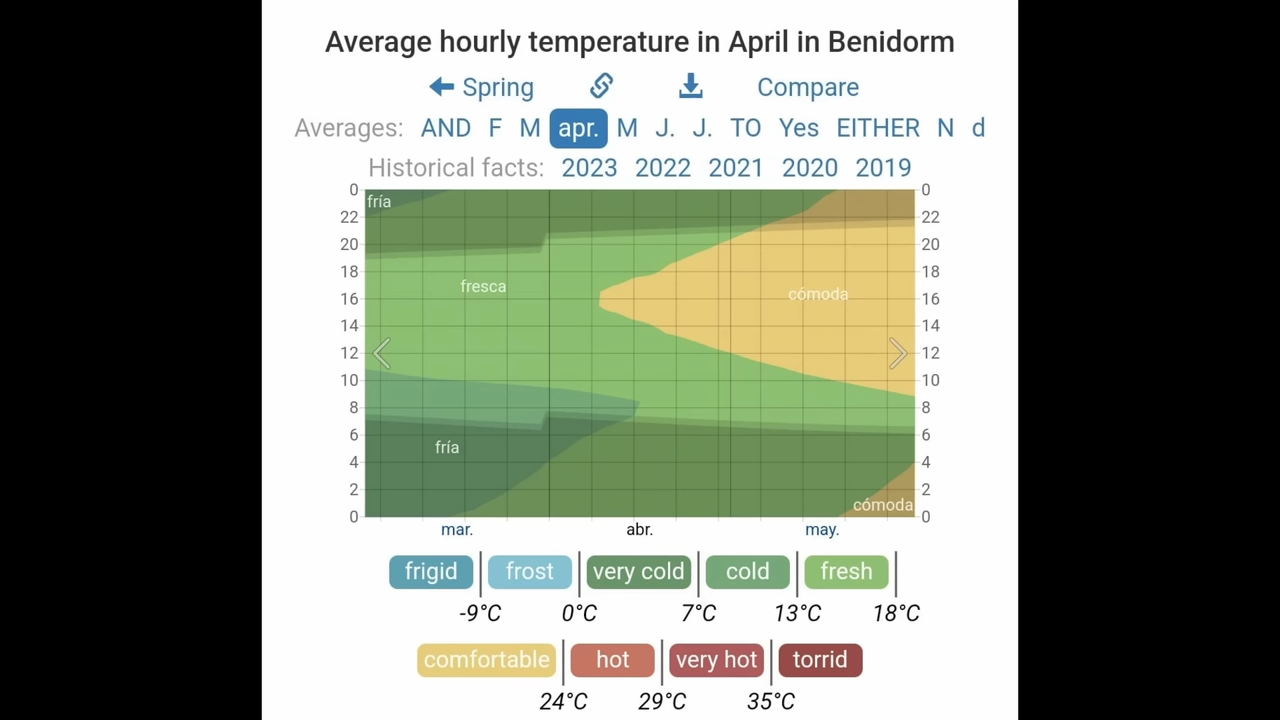 Average hourly temperature in April in Benidorm
Spring Compare
Averages: AND F M apr. M J. J. TO Yes EITHER N d
Historical facts: 2023 2022 2021 2020 2019
0 0
fría
22 22
20 20
18 18
fresca
cómoda
16 16
14 14
12 12
10 10
8 8
6 6
fría
4 4
2 2
cómoda
0 0
mar. abr. may.
frigid frost very cold cold fresh
-9°C 0°C 7°C 13°C 18°C
comfortable hot very hot torrid
24°C 29°C 35°C